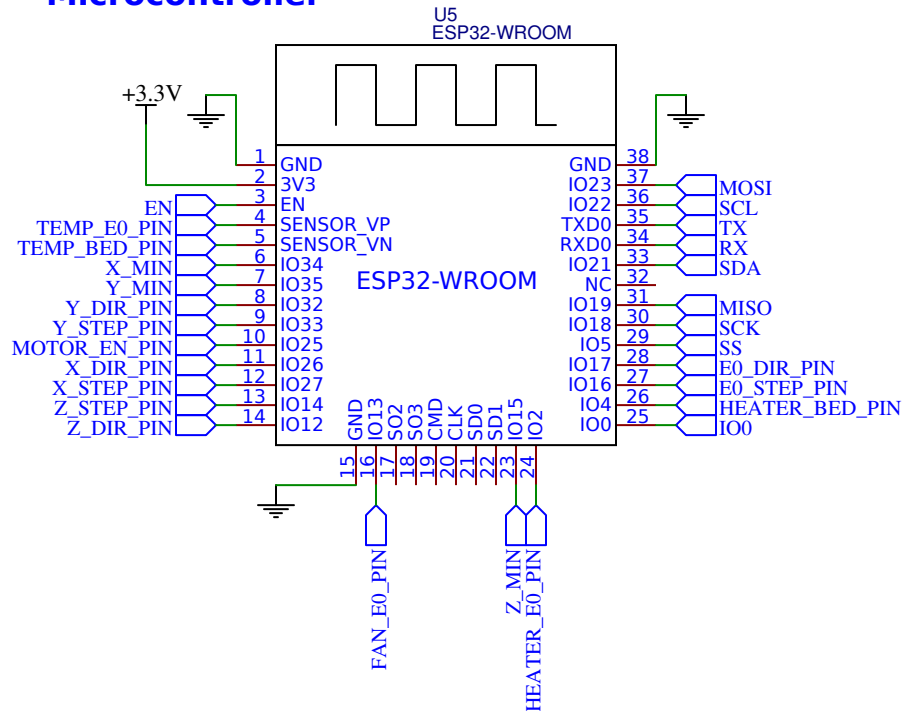 Microcontroller
U5
ESP32-WROOM
+3.3V
1 GND
2 3V3
EN 3 EN
TEMP_E0_PIN 4 SENSOR_VP
TEMP_BED_PIN 5 SENSOR_VN
X_MIN 6 IO34
Y_MIN 7 IO35
Y_DIR_PIN 8 IO32
Y_STEP_PIN 9 IO33
MOTOR_EN_PIN 10 IO25
X_DIR_PIN 11 IO26
X_STEP_PIN 12 IO27
Z_STEP_PIN 13 IO14
Z_DIR_PIN 14 IO12
ESP32-WROOM
GND 38
IO23 37 MOSI
IO22 36 SCL
TXD0 35 TX
RXD0 34 RX
IO21 33 SDA
NC 32
IO19 31 MISO
IO18 30 SCK
IO5 29 SS
IO17 28 E0_DIR_PIN
IO16 27 E0_STEP_PIN
IO4 26 HEATER_BED_PIN
IO0 25 IO0
GND 15
IO13 16 FAN_E0_PIN
SO2 17
SO3 18
CMD 19
CLK 20
SD0 21
SD1 22
IO15 23 Z_MIN
IO2 24 HEATER_E0_PIN